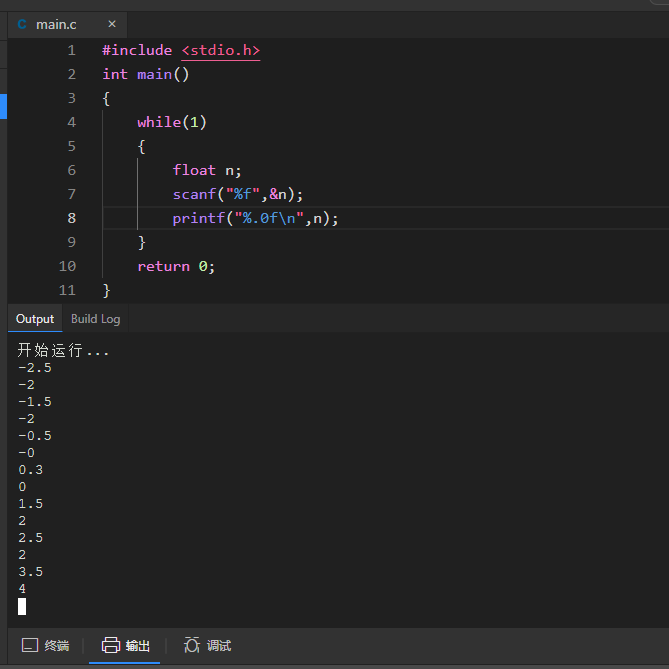 C main.c ×
1 #include <stdio.h>
2 int main()
3 {
4 while(1)
5 {
6 float n;
7 scanf("%f",&n);
8 printf("%.0f\n",n);
9 }
10 return 0;
11 }
Output Build Log
开始运行...
-2.5
-2
-1.5
-2
-0.5
-0
0.3
0
1.5
2
2.5
2
3.5
4
终端 输出 调试